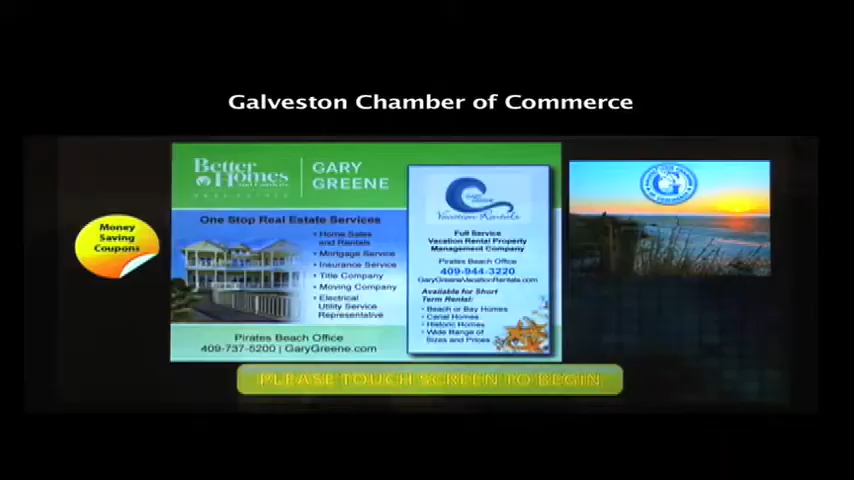 Galveston Chamber of Commerce
Money
Saving
Coupons
Better
Homes
and Gardens
REAL ESTATE
GARY
GREENE
One Stop Real Estate Services
• Home Sales
and Rentals
• Mortgage Service
• Insurance Service
• Title Company
• Moving Company
• Electrical
Utility Service
Representative
Pirates Beach Office
409-737-5200 | GaryGreene.com
GARY
GREENE
Vacation Rentals
Full Service
Vacation Rental Property
Management Company
Pirates Beach Office
409-944-3220
GaryGreeneVacationRentals.com
Available for Short
Term Rental:
• Beach or Bay Homes
• Canal Homes
• Historic Homes
• Wide Range of
Sizes and Prices
PLEASE TOUCH SCREEN TO BEGIN